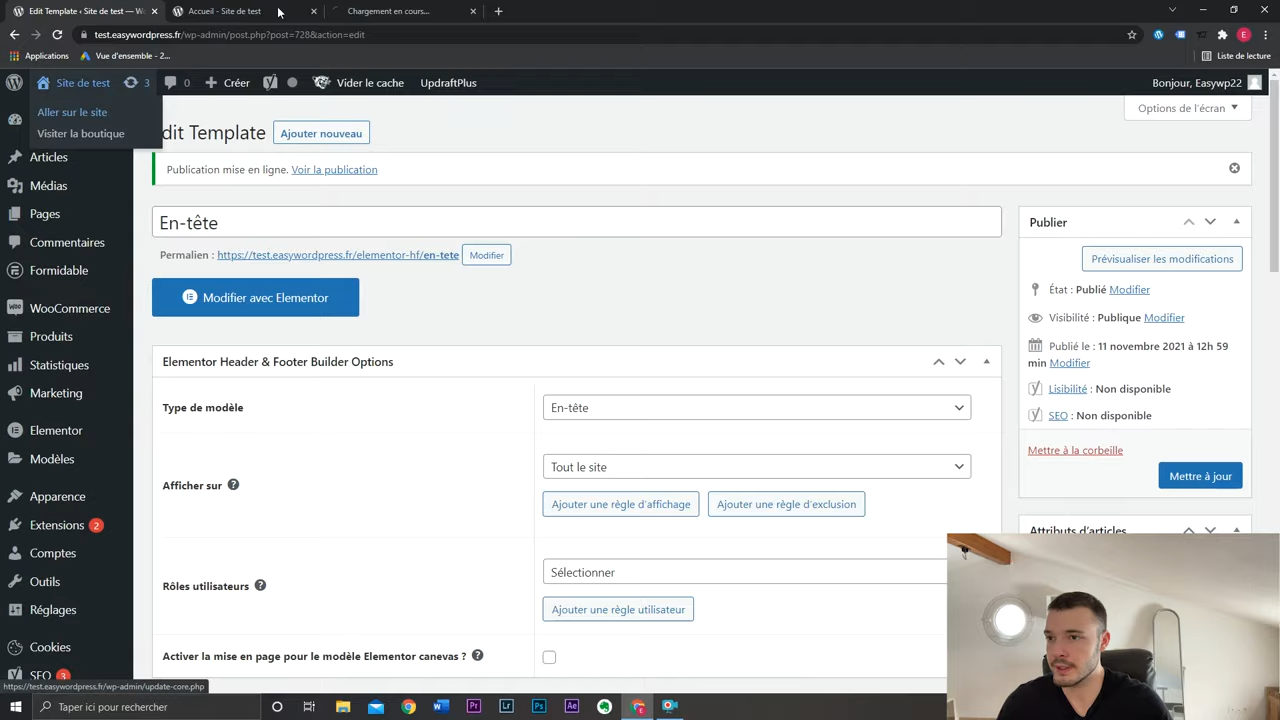 Edit Template ‹ Site de test — Wo
Accueil - Site de test
Chargement en cours...
test.easywordpress.fr/wp-admin/post.php?post=728&action=edit
E
Applications
Vue d'ensemble - 2...
Liste de lecture
Site de test
3
0
Créer
Vider le cache
UpdraftPlus
Bonjour, Easywp22
Aller sur le site
Visiter la boutique
Options de l'écran
dit Template
Ajouter nouveau
Articles
Médias
Pages
Commentaires
Formidable
WooCommerce
Produits
Statistiques
Marketing
Elementor
Modèles
Apparence
Extensions 2
Comptes
Outils
Réglages
Cookies
SEO 3
Publication mise en ligne. Voir la publication
En-tête
Permalien : https://test.easywordpress.fr/elementor-hf/en-tete
Modifier
Modifier avec Elementor
Elementor Header & Footer Builder Options
Type de modèle
En-tête
Afficher sur
Tout le site
Ajouter une règle d'affichage
Ajouter une règle d'exclusion
Rôles utilisateurs
Sélectionner
Ajouter une règle utilisateur
Activer la mise en page pour le modèle Elementor canevas ?
Publier
Prévisualiser les modifications
État : Publié Modifier
Visibilité : Publique Modifier
Publié le : 11 novembre 2021 à 12h 59
min Modifier
Lisibilité : Non disponible
SEO : Non disponible
Mettre à la corbeille
Mettre à jour
Attributs d'articles
https://test.easywordpress.fr/wp-admin/update-core.php
Taper ici pour rechercher